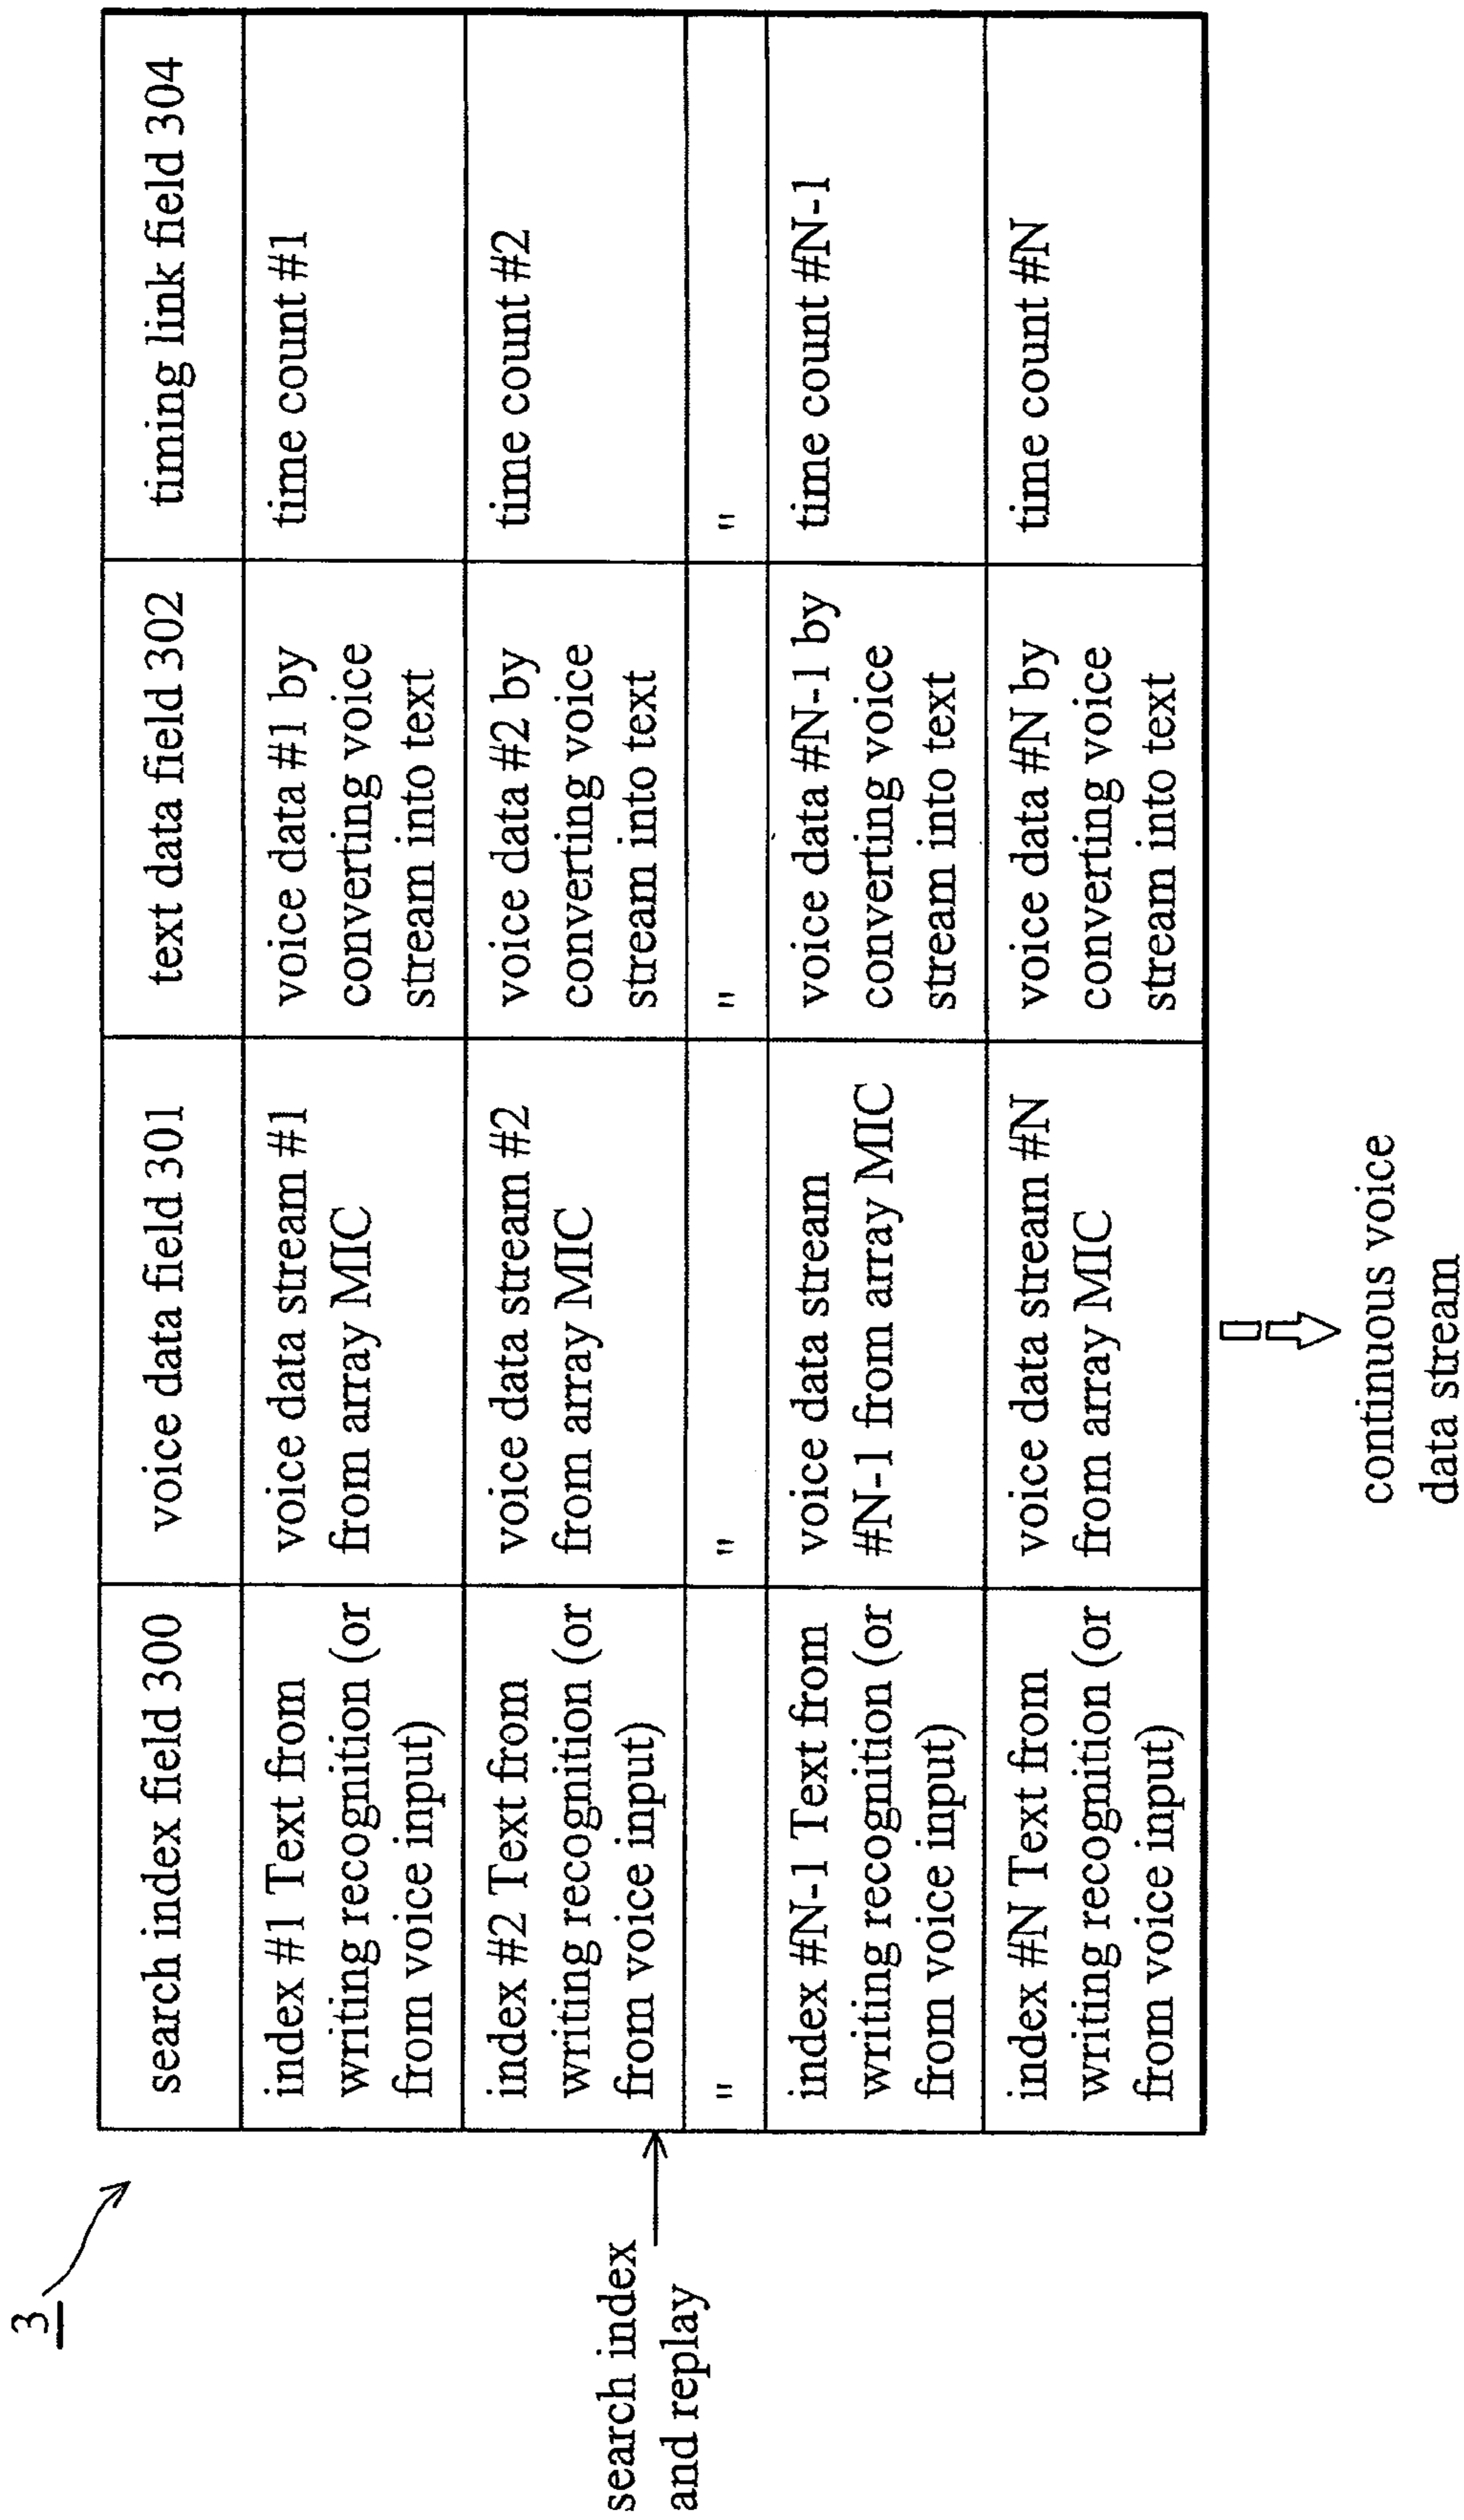 3
search index field 300
voice data field 301
text data field 302
timing link field 304
index #1 Text from
writing recognition (or
from voice input)
voice data stream #1
from array MIC
voice data #1 by
converting voice
stream into text
time count #1
index #2 Text from
writing recognition (or
from voice input)
voice data stream #2
from array MIC
voice data #2 by
converting voice
stream into text
time count #2
search index
and replay
"
"
"
"
index #N-1 Text from
writing recognition (or
from voice input)
voice data stream
#N-1 from array MIC
voice data #N-1 by
converting voice
stream into text
time count #N-1
index #N Text from
writing recognition (or
from voice input)
voice data stream #N
from array MIC
voice data #N by
converting voice
stream into text
time count #N
continuous voice
data stream